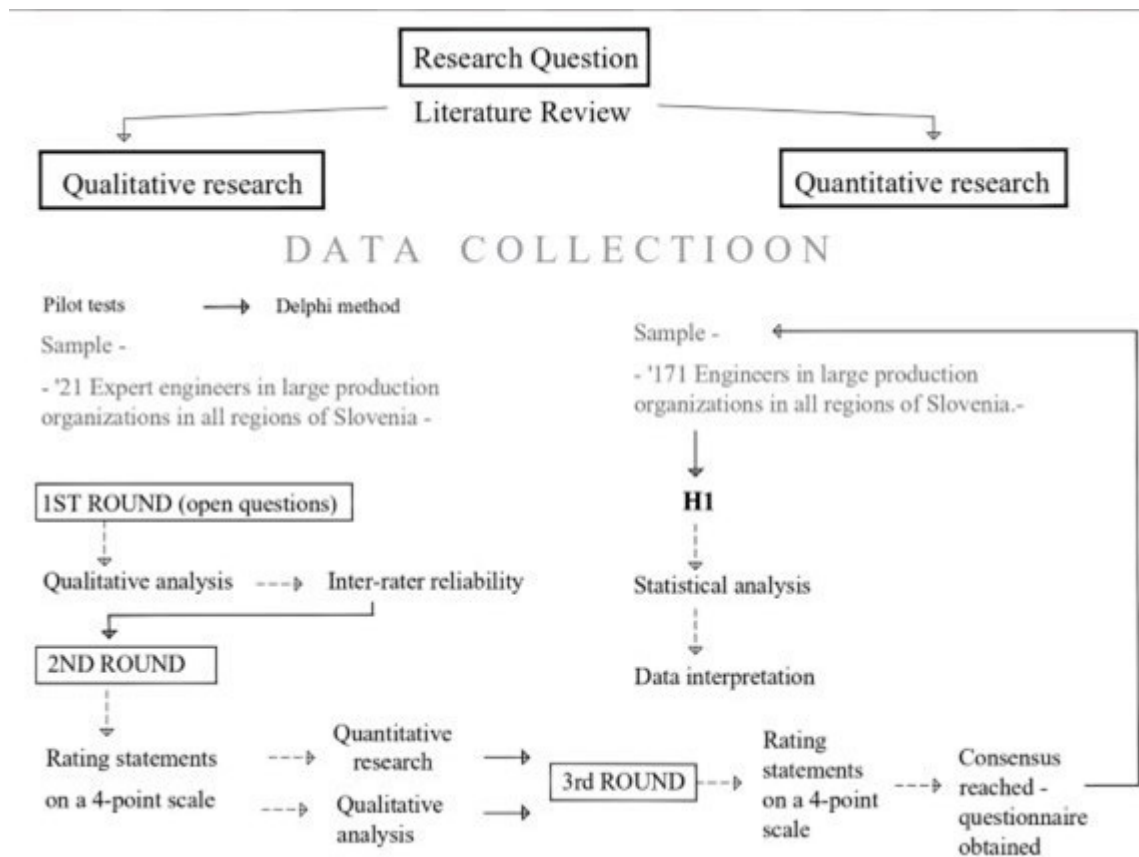 Research Question
Literature Review
Qualitative research
Quantitative research
DATA COLLECTIOON
Pilot tests
Delphi method
Sample -
- '21 Expert engineers in large production
organizations in all regions of Slovenia -
Sample -
- '171 Engineers in large production
organizations in all regions of Slovenia.-
H1
Statistical analysis
Data interpretation
1ST ROUND (open questions)
Qualitative analysis
Inter-rater reliability
2ND ROUND
Rating statements
on a 4-point scale
Quantitative
research
Qualitative
analysis
3rd ROUND
Rating
statements
on a 4-point
scale
Consensus
reached -
questionnaire
obtained